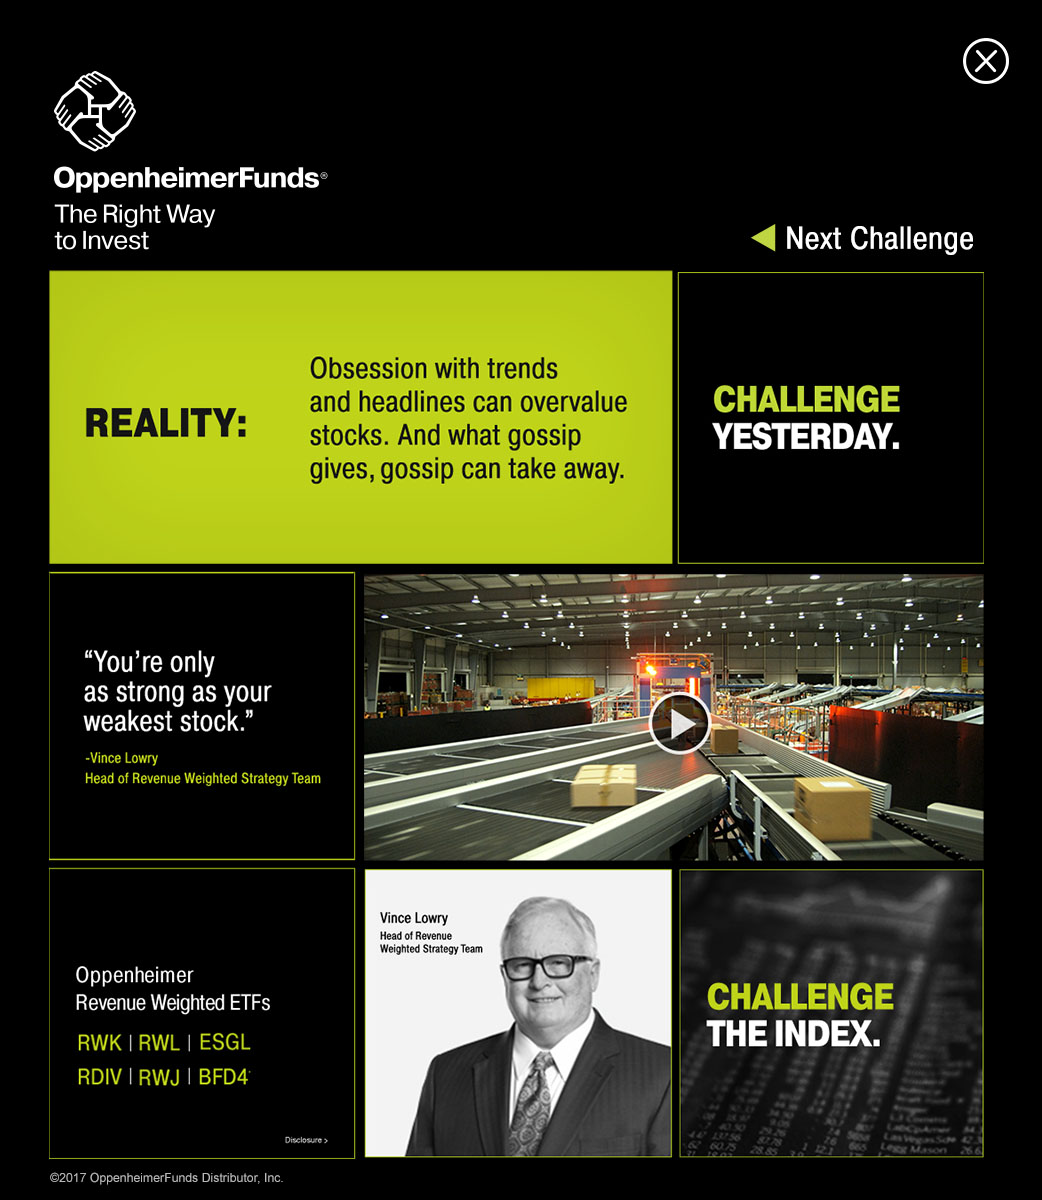 OppenheimerFunds®
The Right Way
to Invest
Next Challenge
REALITY:
Obsession with trends
and headlines can overvalue
stocks. And what gossip
gives, gossip can take away.
CHALLENGE
YESTERDAY.
“You’re only
as strong as your
weakest stock.”
-Vince Lowry
Head of Revenue Weighted Strategy Team
Oppenheimer
Revenue Weighted ETFs
RWK | RWL | ESGL
RDIV | RWJ | BFD4
Disclosure >
Vince Lowry
Head of Revenue
Weighted Strategy Team
CHALLENGE
THE INDEX.
©2017 OppenheimerFunds Distributor, Inc.